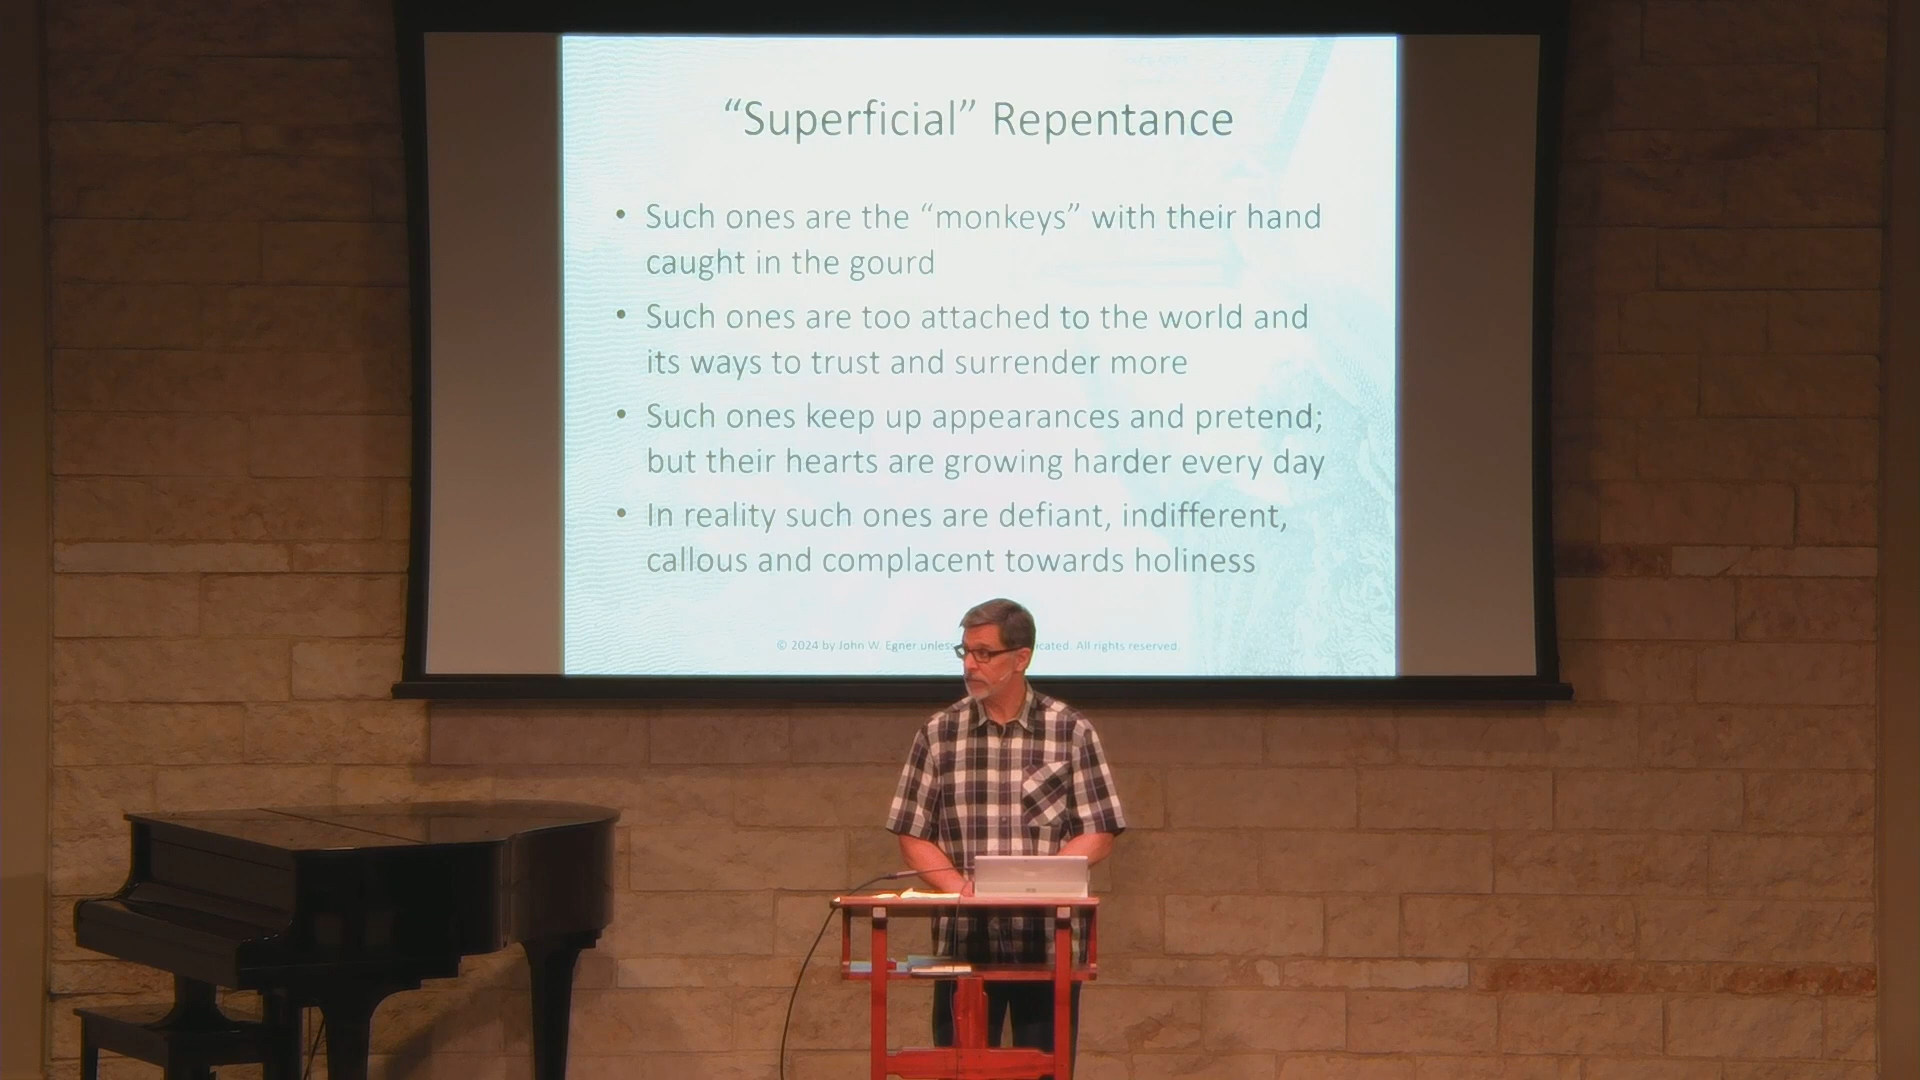 “Superficial” Repentance
• Such ones are the “monkeys” with their hand
caught in the gourd
• Such ones are too attached to the world and
its ways to trust and surrender more
• Such ones keep up appearances and pretend;
but their hearts are growing harder every day
• In reality such ones are defiant, indifferent,
callous and complacent towards holiness
© 2024 by John W. Egner unless All rights reserved.